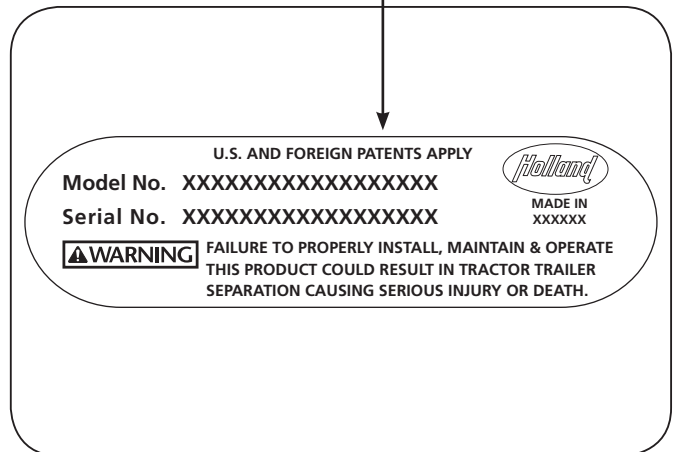 U.S. AND FOREIGN PATENTS APPLY
Holland
Model No. XXXXXXXXXXXXXXXXXX
Serial No. XXXXXXXXXXXXXXXXXX
MADE IN
XXXXXX
WARNING
FAILURE TO PROPERLY INSTALL, MAINTAIN & OPERATE
THIS PRODUCT COULD RESULT IN TRACTOR TRAILER
SEPARATION CAUSING SERIOUS INJURY OR DEATH.